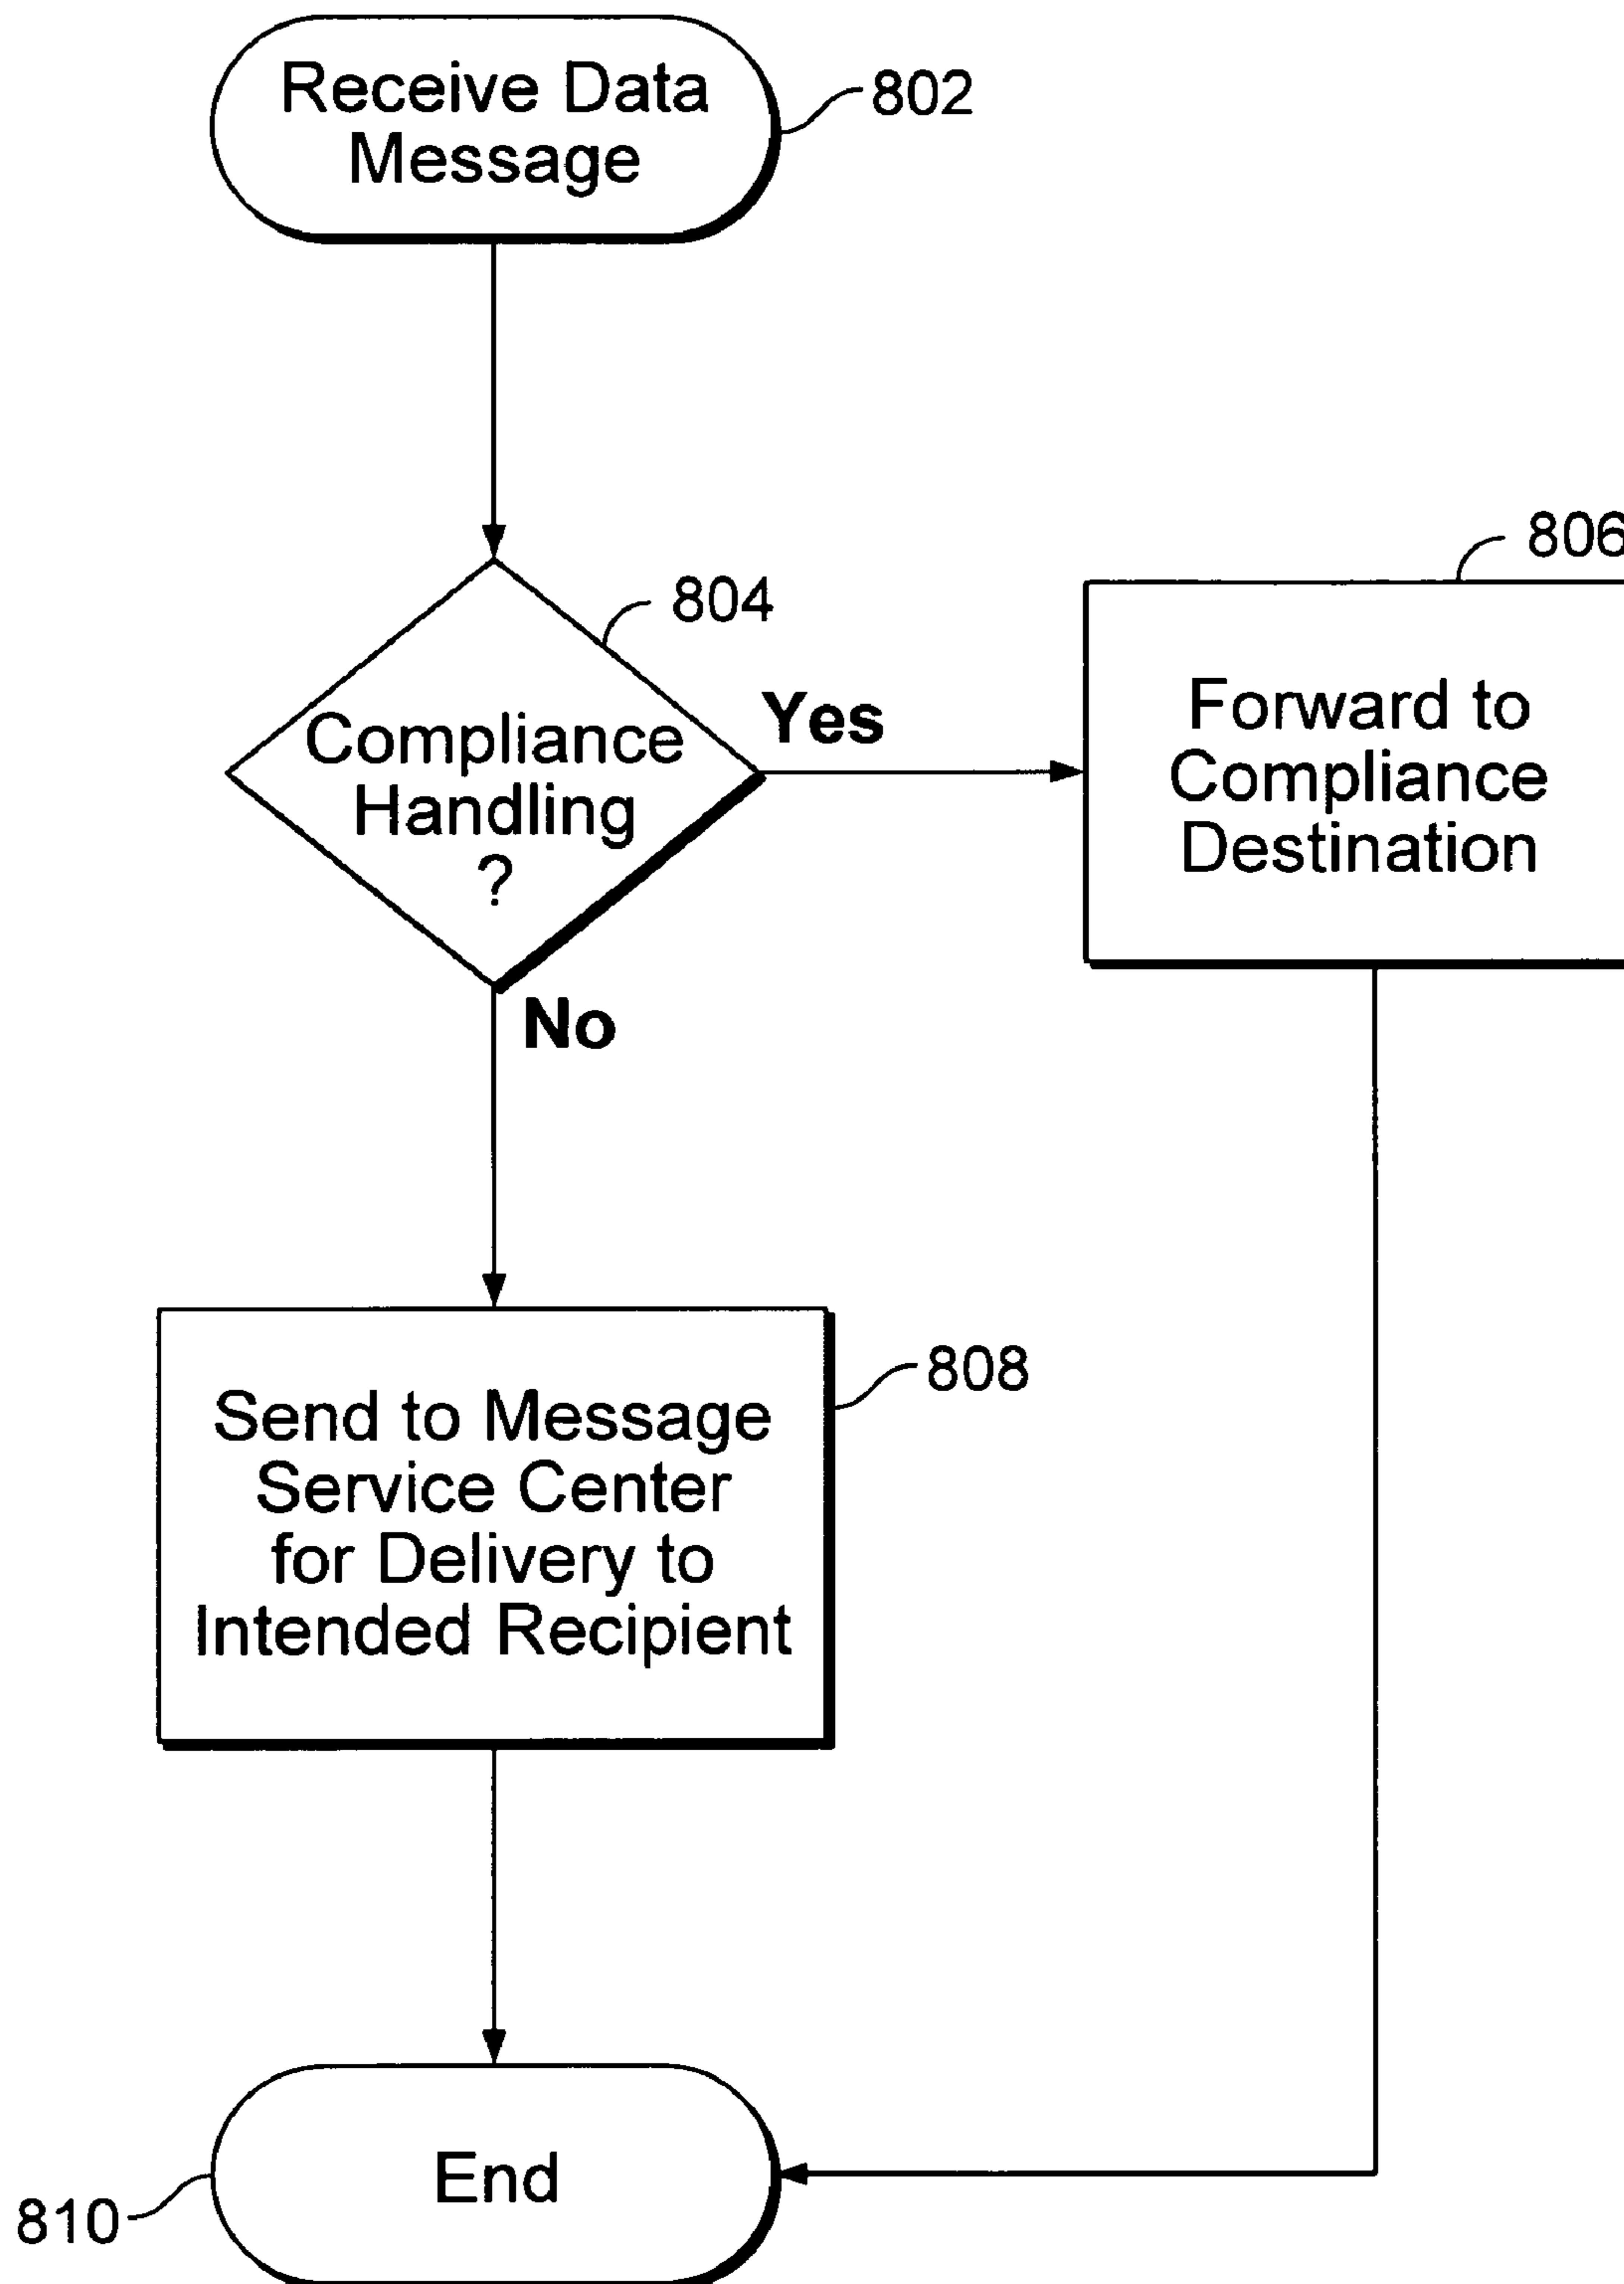 Receive Data
Message
802
804
Compliance
Handling
?
Yes
806
Forward to
Compliance
Destination
No
808
Send to Message
Service Center
for Delivery to
Intended Recipient
End
810